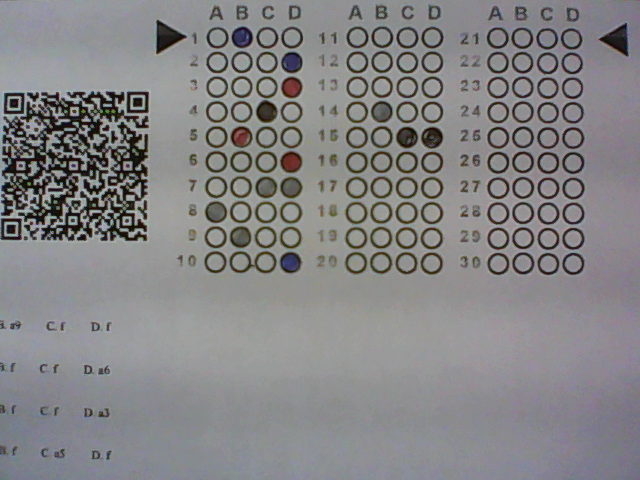 A B C D A B C D A B C D
1 11 21
2 12 22
3 13 23
4 14 24
5 15 25
6 16 26
7 17 27
8 18 28
9 19 29
10 20 30
a9 C. f D. f
f C. f D. a6
f C. f D. a3
f C. a5 D. f